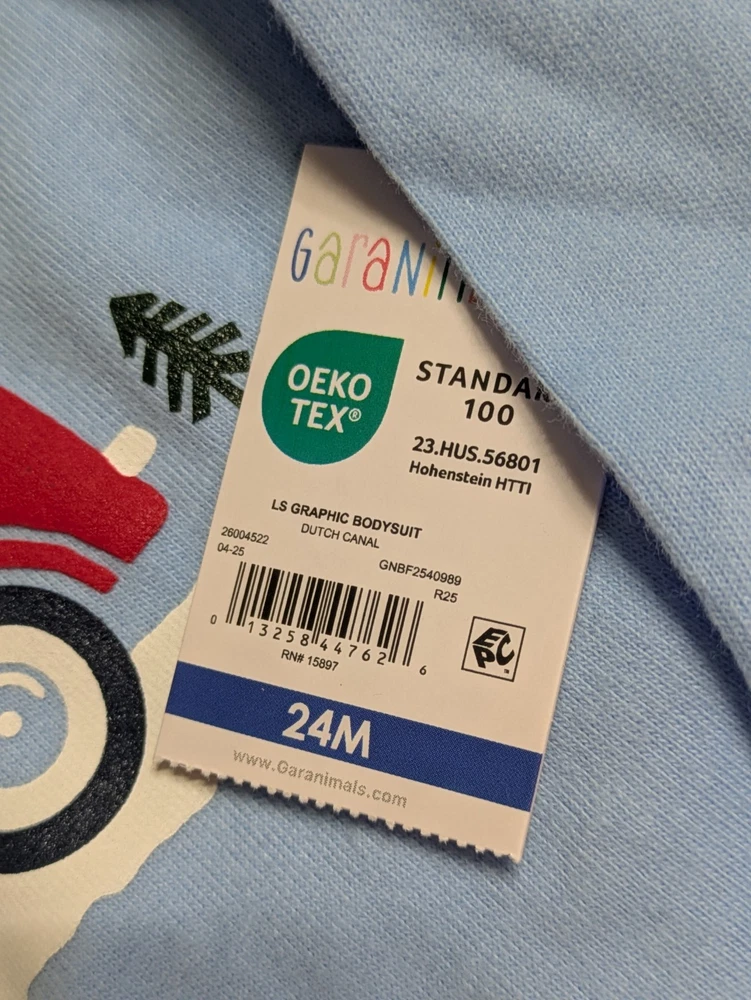 OEKO
TEX®
STANDA
100
23.HUS.56801
Hohenstein HTTI
LS GRAPHIC BODYSUIT
DUTCH CANAL
26004522
04-25
GNBF2540989
R25
0 13258 44762 6
RN# 15897
EPC
24M
www.Garanimals.com